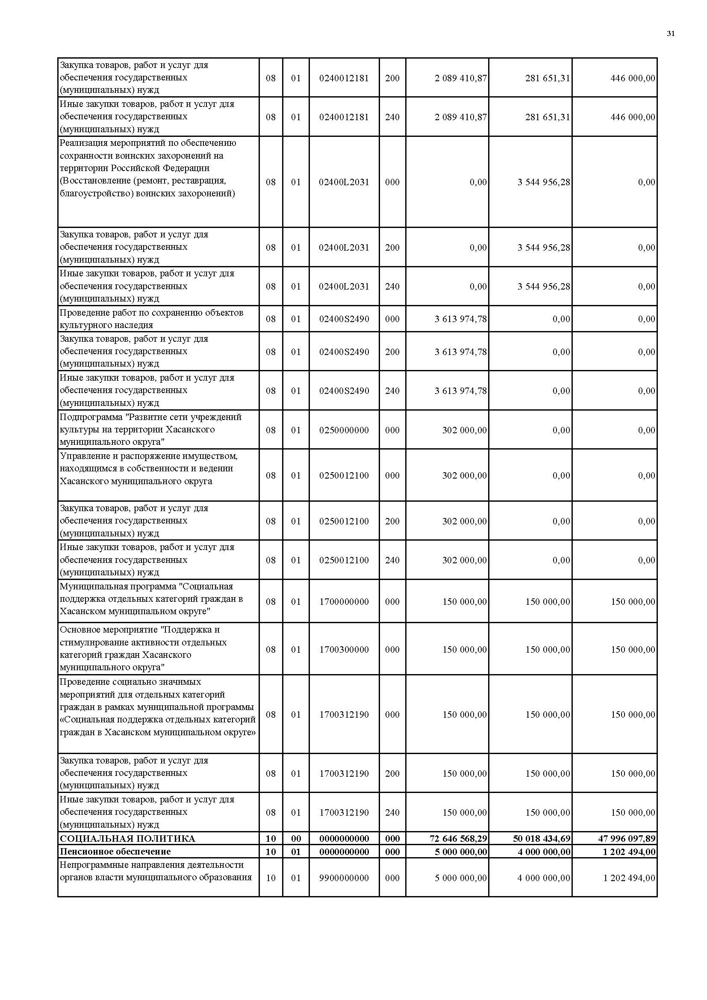 31
Закупка товаров, работ и услуг для
обеспечения государственных
(муниципальных) нужд
08 01 0240012181 200 2 089 410,87 281 651,31 446 000,00
Иные закупки товаров, работ и услуг для
обеспечения государственных
(муниципальных) нужд
08 01 0240012181 240 2 089 410,87 281 651,31 446 000,00
Реализация мероприятий по обеспечению
сохранности воинских захоронений на
территории Российской Федерации
(Восстановление (ремонт, реставрация,
благоустройство) воинских захоронений)
08 01 02400L2031 000 0,00 3 544 956,28 0,00
Закупка товаров, работ и услуг для
обеспечения государственных
(муниципальных) нужд
08 01 02400L2031 200 0,00 3 544 956,28 0,00
Иные закупки товаров, работ и услуг для
обеспечения государственных
(муниципальных) нужд
08 01 02400L2031 240 0,00 3 544 956,28 0,00
Проведение работ по сохранению объектов
культурного наследия
08 01 02400S2490 000 3 613 974,78 0,00 0,00
Закупка товаров, работ и услуг для
обеспечения государственных
(муниципальных) нужд
08 01 02400S2490 200 3 613 974,78 0,00 0,00
Иные закупки товаров, работ и услуг для
обеспечения государственных
(муниципальных) нужд
08 01 02400S2490 240 3 613 974,78 0,00 0,00
Подпрограмма "Развитие сети учреждений
культуры на территории Хасанского
муниципального округа"
08 01 0250000000 000 302 000,00 0,00 0,00
Управление и распоряжение имуществом,
находящимся в собственности и ведении
Хасанского муниципального округа
08 01 0250012100 000 302 000,00 0,00 0,00
Закупка товаров, работ и услуг для
обеспечения государственных
(муниципальных) нужд
08 01 0250012100 200 302 000,00 0,00 0,00
Иные закупки товаров, работ и услуг для
обеспечения государственных
(муниципальных) нужд
08 01 0250012100 240 302 000,00 0,00 0,00
Муниципальная программа "Социальная
поддержка отдельных категорий граждан в
Хасанском муниципальном округе"
08 01 1700000000 000 150 000,00 150 000,00 150 000,00
Основное мероприятие "Поддержка и
стимулирование активности отдельных
категорий граждан Хасанского
муниципального округа"
08 01 1700300000 000 150 000,00 150 000,00 150 000,00
Проведение социально значимых
мероприятий для отдельных категорий
граждан в рамках муниципальной программы
«Социальная поддержка отдельных категорий
граждан в Хасанском муниципальном округе»
08 01 1700312190 000 150 000,00 150 000,00 150 000,00
Закупка товаров, работ и услуг для
обеспечения государственных
(муниципальных) нужд
08 01 1700312190 200 150 000,00 150 000,00 150 000,00
Иные закупки товаров, работ и услуг для
обеспечения государственных
(муниципальных) нужд
08 01 1700312190 240 150 000,00 150 000,00 150 000,00
СОЦИАЛЬНАЯ ПОЛИТИКА 10 00 0000000000 000 72 646 568,29 50 018 434,69 47 996 097,89
Пенсионное обеспечение 10 01 0000000000 000 5 000 000,00 4 000 000,00 1 202 494,00
Непрограммные направления деятельности
органов власти муниципального образования
10 01 9900000000 000 5 000 000,00 4 000 000,00 1 202 494,00